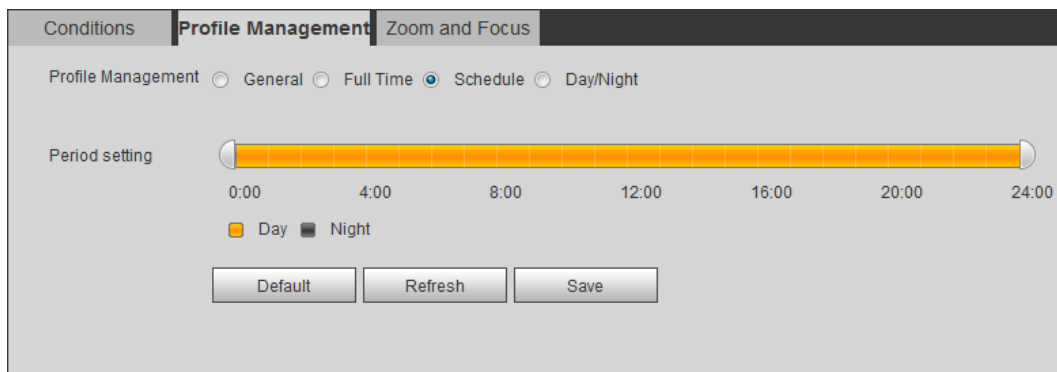 Conditions Profile Management Zoom and Focus
Profile Management General Full Time Schedule Day/Night
Period setting
0:00 4:00 8:00 12:00 16:00 20:00 24:00
Day Night
Default Refresh Save